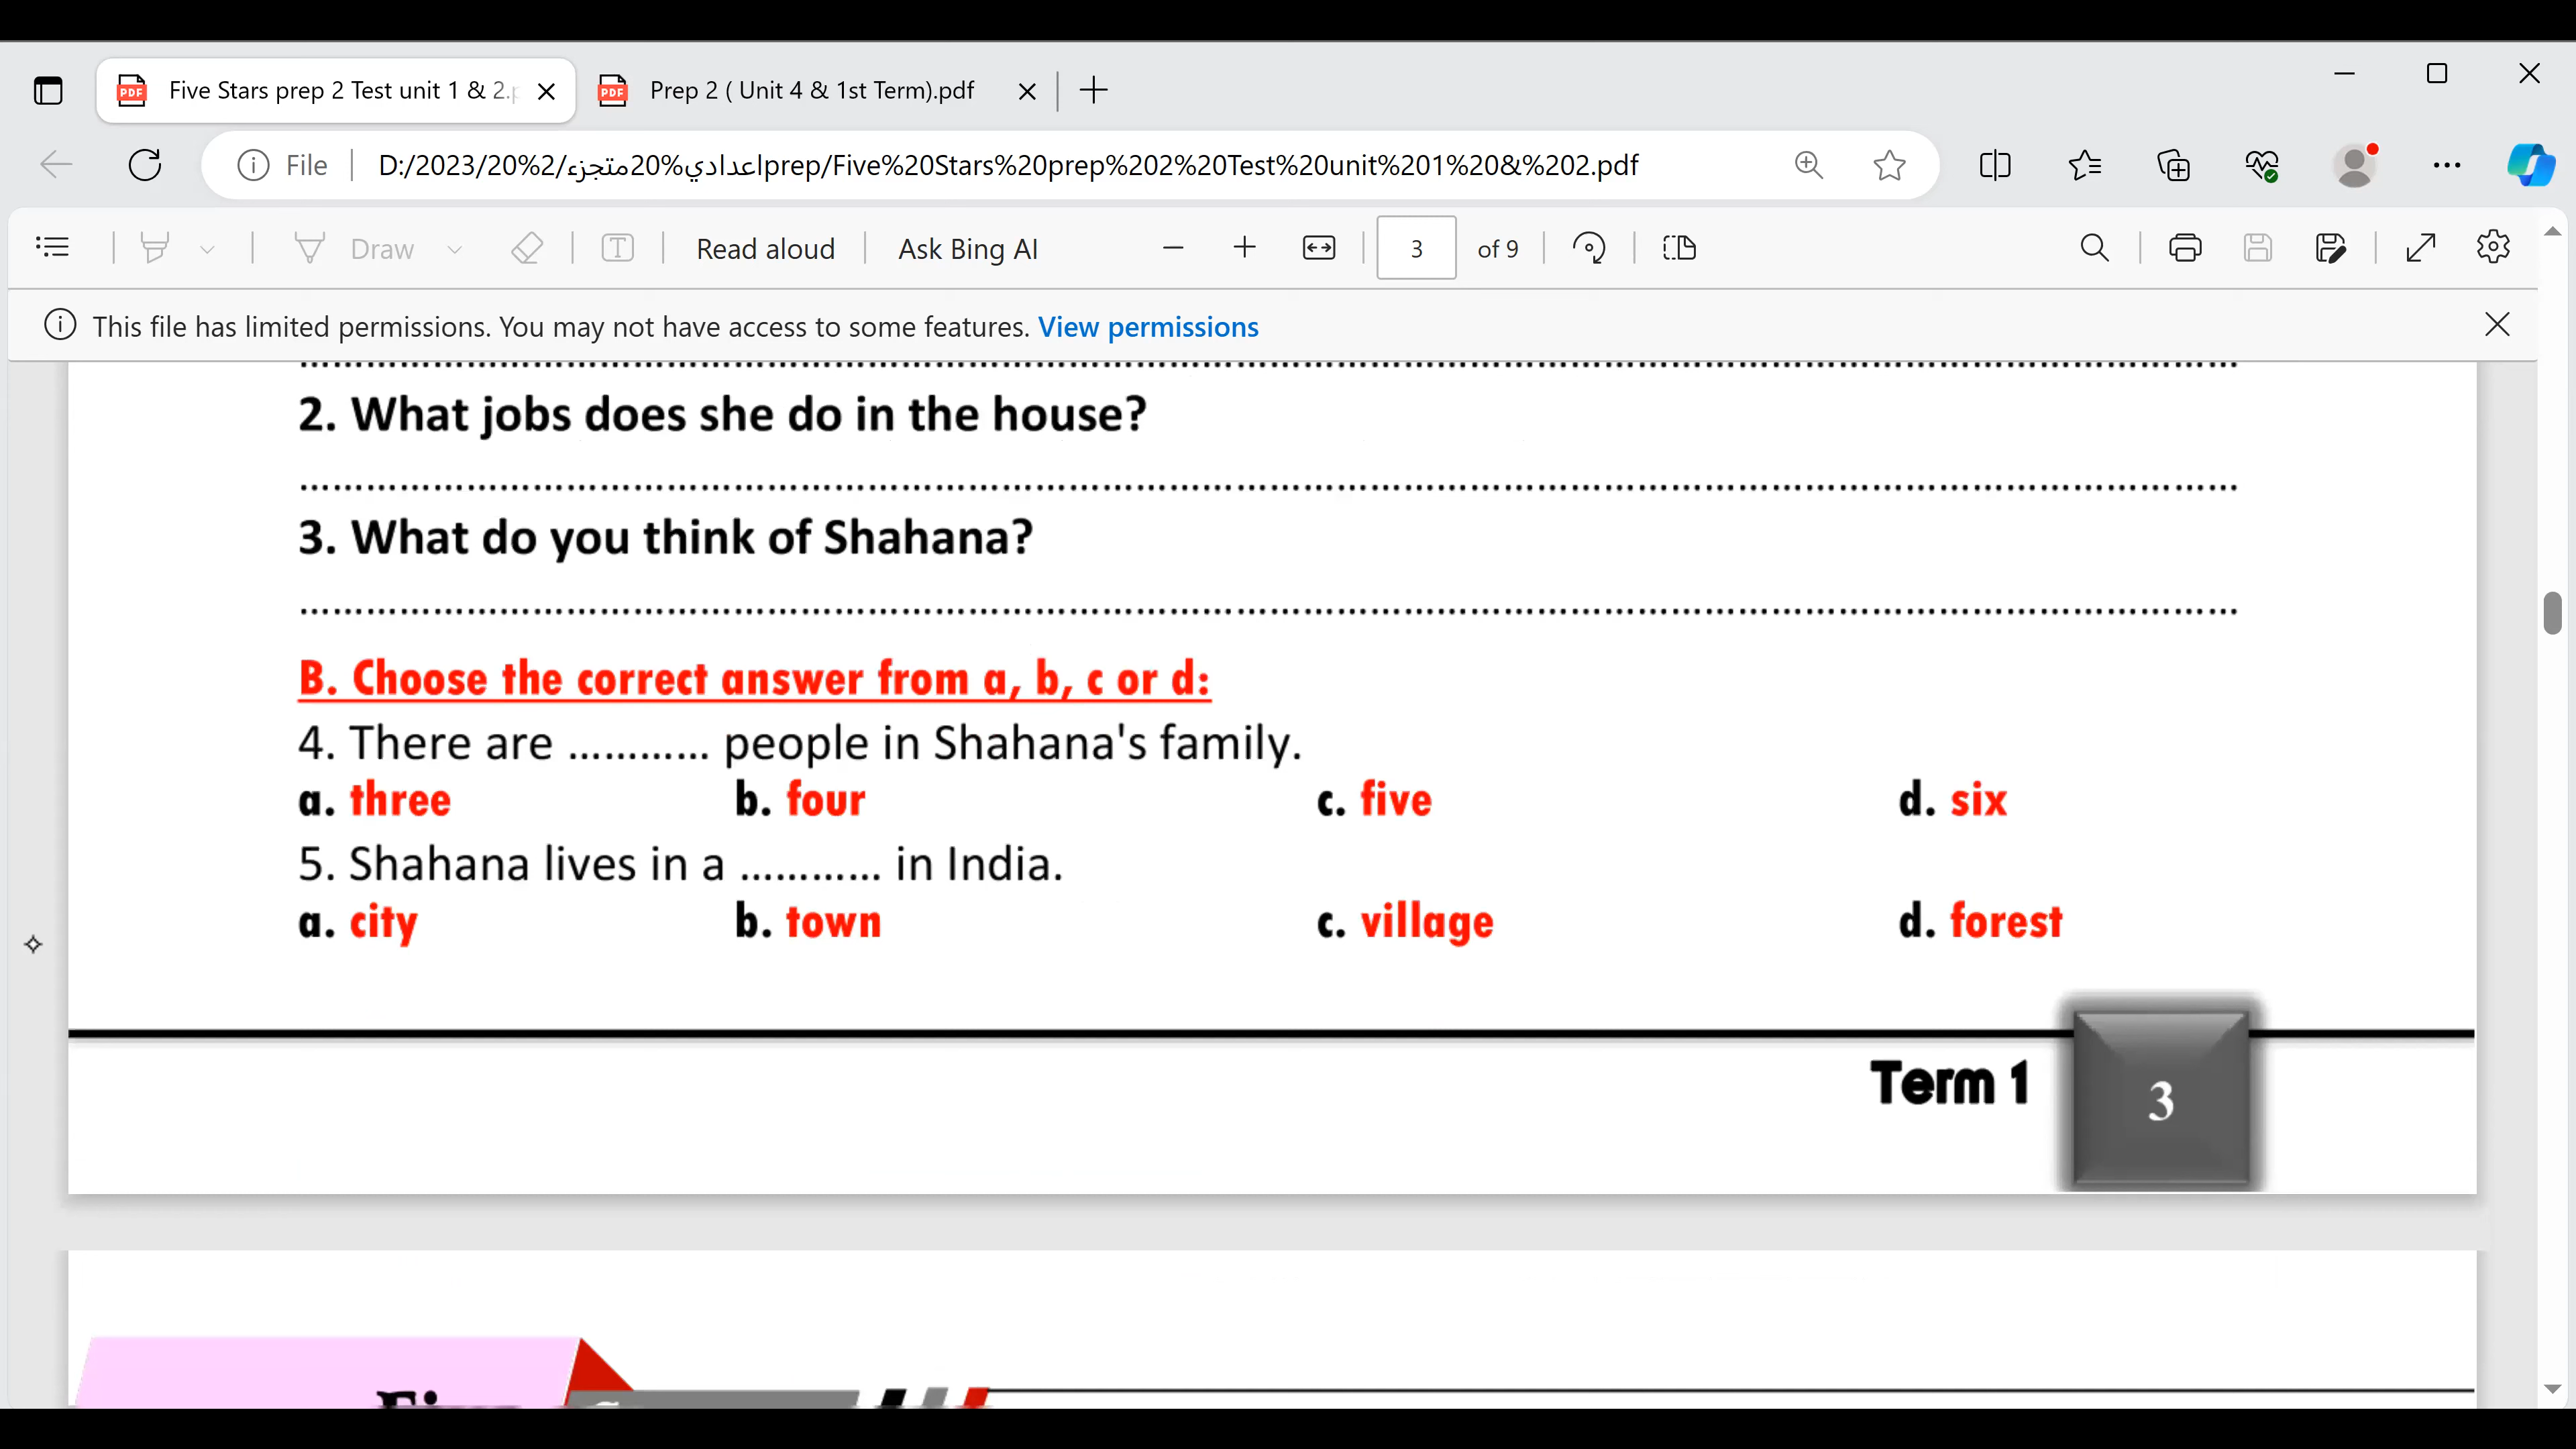 Five Stars prep 2 Test unit 1 & 2.p
Prep 2 ( Unit 4 & 1st Term).pdf
File
D:/2023/20%2/اعدادي%20متجزء/prep/Five%20Stars%20prep%202%20Test%20unit%201%20&%202.pdf
Draw
Read aloud
Ask Bing AI
3 of 9
This file has limited permissions. You may not have access to some features. View permissions
2. What jobs does she do in the house?
3. What do you think of Shahana?
B. Choose the correct answer from a, b, c or d:
4. There are ………… people in Shahana's family.
a. three b. four c. five d. six
5. Shahana lives in a ………… in India.
a. city b. town c. village d. forest
Term 1
3